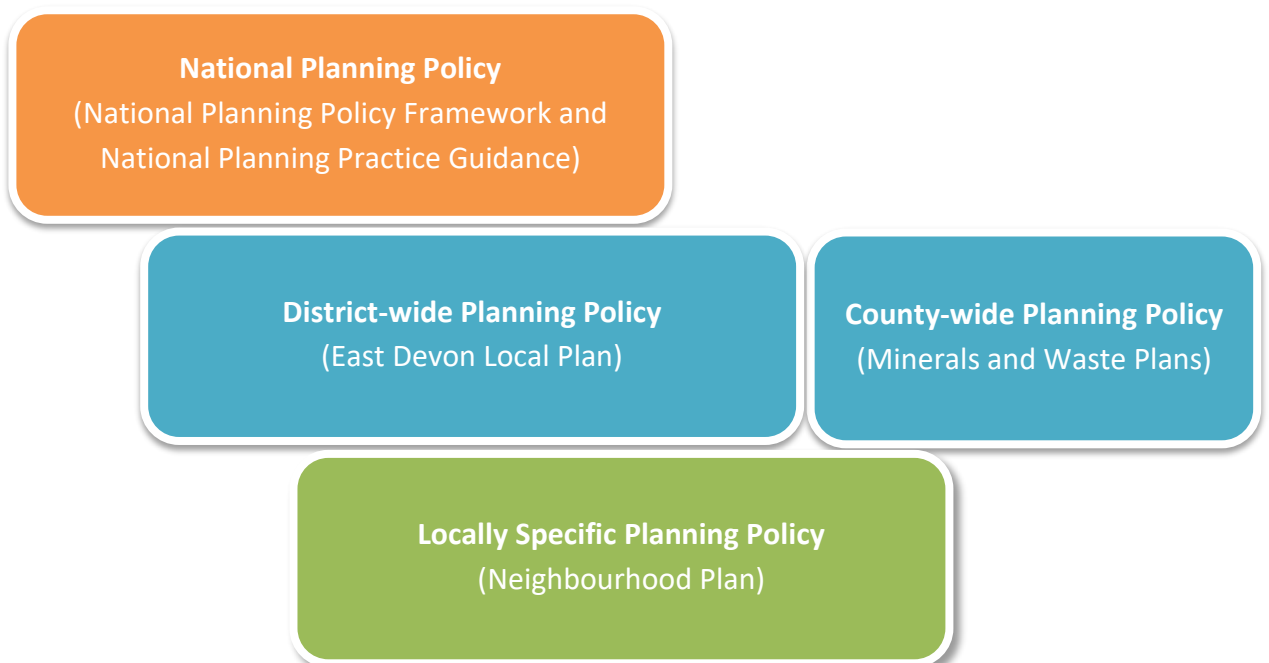 National Planning Policy
(National Planning Policy Framework and
National Planning Practice Guidance)
District-wide Planning Policy
(East Devon Local Plan)
County-wide Planning Policy
(Minerals and Waste Plans)
Locally Specific Planning Policy
(Neighbourhood Plan)